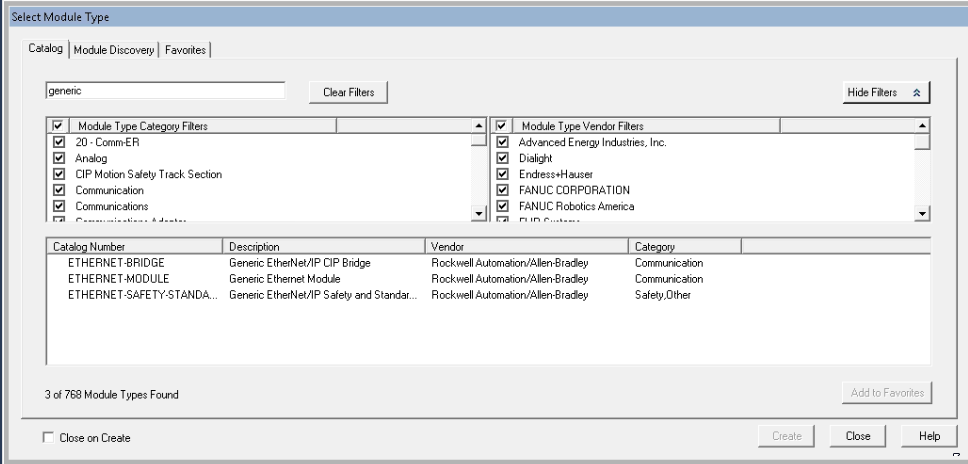 Select Module Type
Catalog Module Discovery Favorites
generic Clear Filters Hide Filters
Module Type Category Filters Module Type Vendor Filters
20 - Comm-ER Advanced Energy Industries, Inc.
Analog Dialight
CIP Motion Safety Track Section Endress+Hauser
Communication FANUC CORPORATION
Communications FANUC Robotics America
Communications Adapter FLIR Systems
Catalog Number Description Vendor Category
ETHERNET-BRIDGE Generic EtherNet/IP CIP Bridge Rockwell Automation/Allen-Bradley Communication
ETHERNET-MODULE Generic Ethernet Module Rockwell Automation/Allen-Bradley Communication
ETHERNET-SAFETY-STANDA... Generic EtherNet/IP Safety and Standar... Rockwell Automation/Allen-Bradley Safety,Other
3 of 768 Module Types Found Add to Favorites
Close on Create Create Close Help